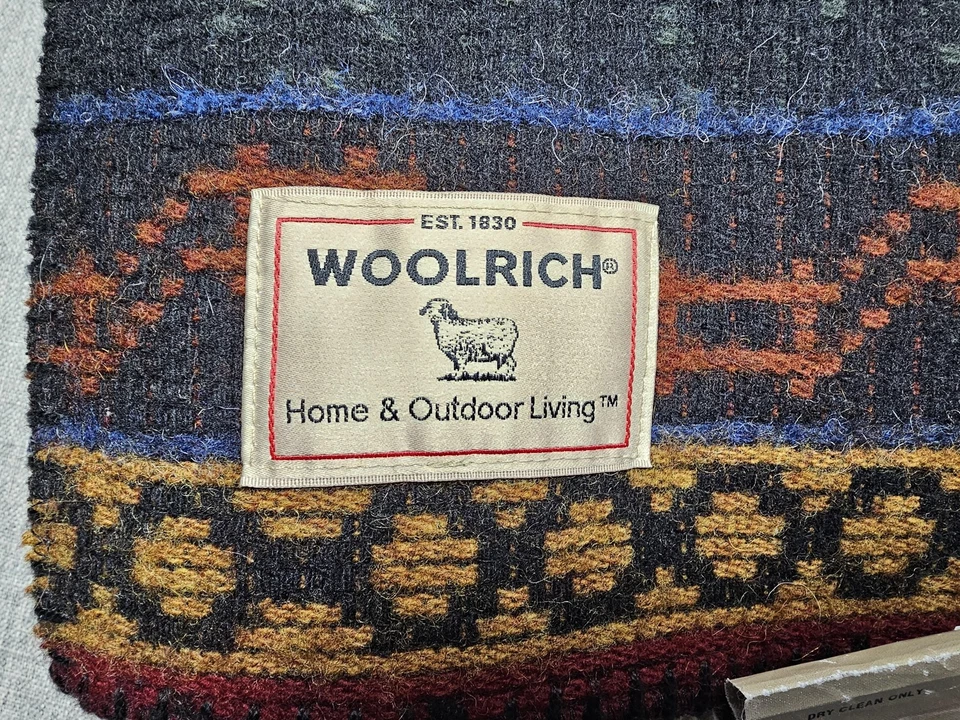 EST. 1830
WOOLRICH®
Home & Outdoor Living™
DRY CLEAN ONLY